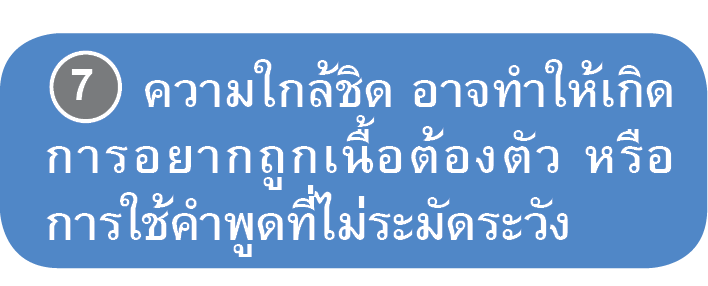 7 ความใกล้ชิด อาจทำให้เกิด
การอยากถูกเนื้อต้องตัว หรือ
การใช้คำพูดที่ไม่ระมัดระวัง